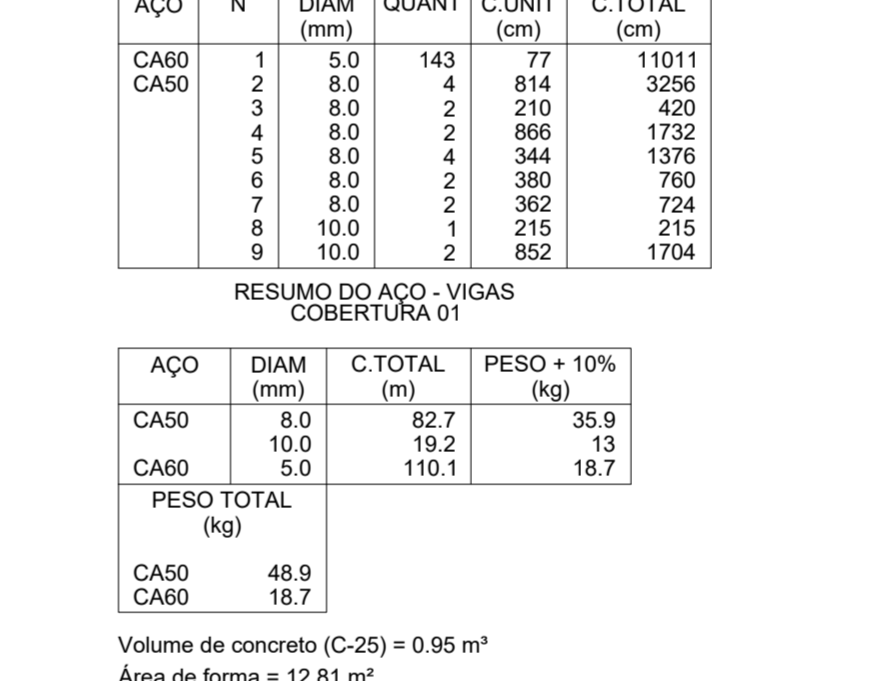 AÇO N DIAM QUANT C.UNIT C.TOTAL
(mm) (cm) (cm)
CA60 1 5.0 143 77 11011
CA50 2 8.0 4 814 3256
3 8.0 2 210 420
4 8.0 2 866 1732
5 8.0 4 344 1376
6 8.0 2 380 760
7 8.0 2 362 724
8 10.0 1 215 215
9 10.0 2 852 1704
RESUMO DO AÇO - VIGAS
COBERTURA 01
AÇO DIAM C.TOTAL PESO + 10%
(mm) (m) (kg)
CA50 8.0 82.7 35.9
10.0 19.2 13
CA60 5.0 110.1 18.7
PESO TOTAL
(kg)
CA50 48.9
CA60 18.7
Volume de concreto (C-25) = 0.95 m³
Área de forma = 12.81 m²